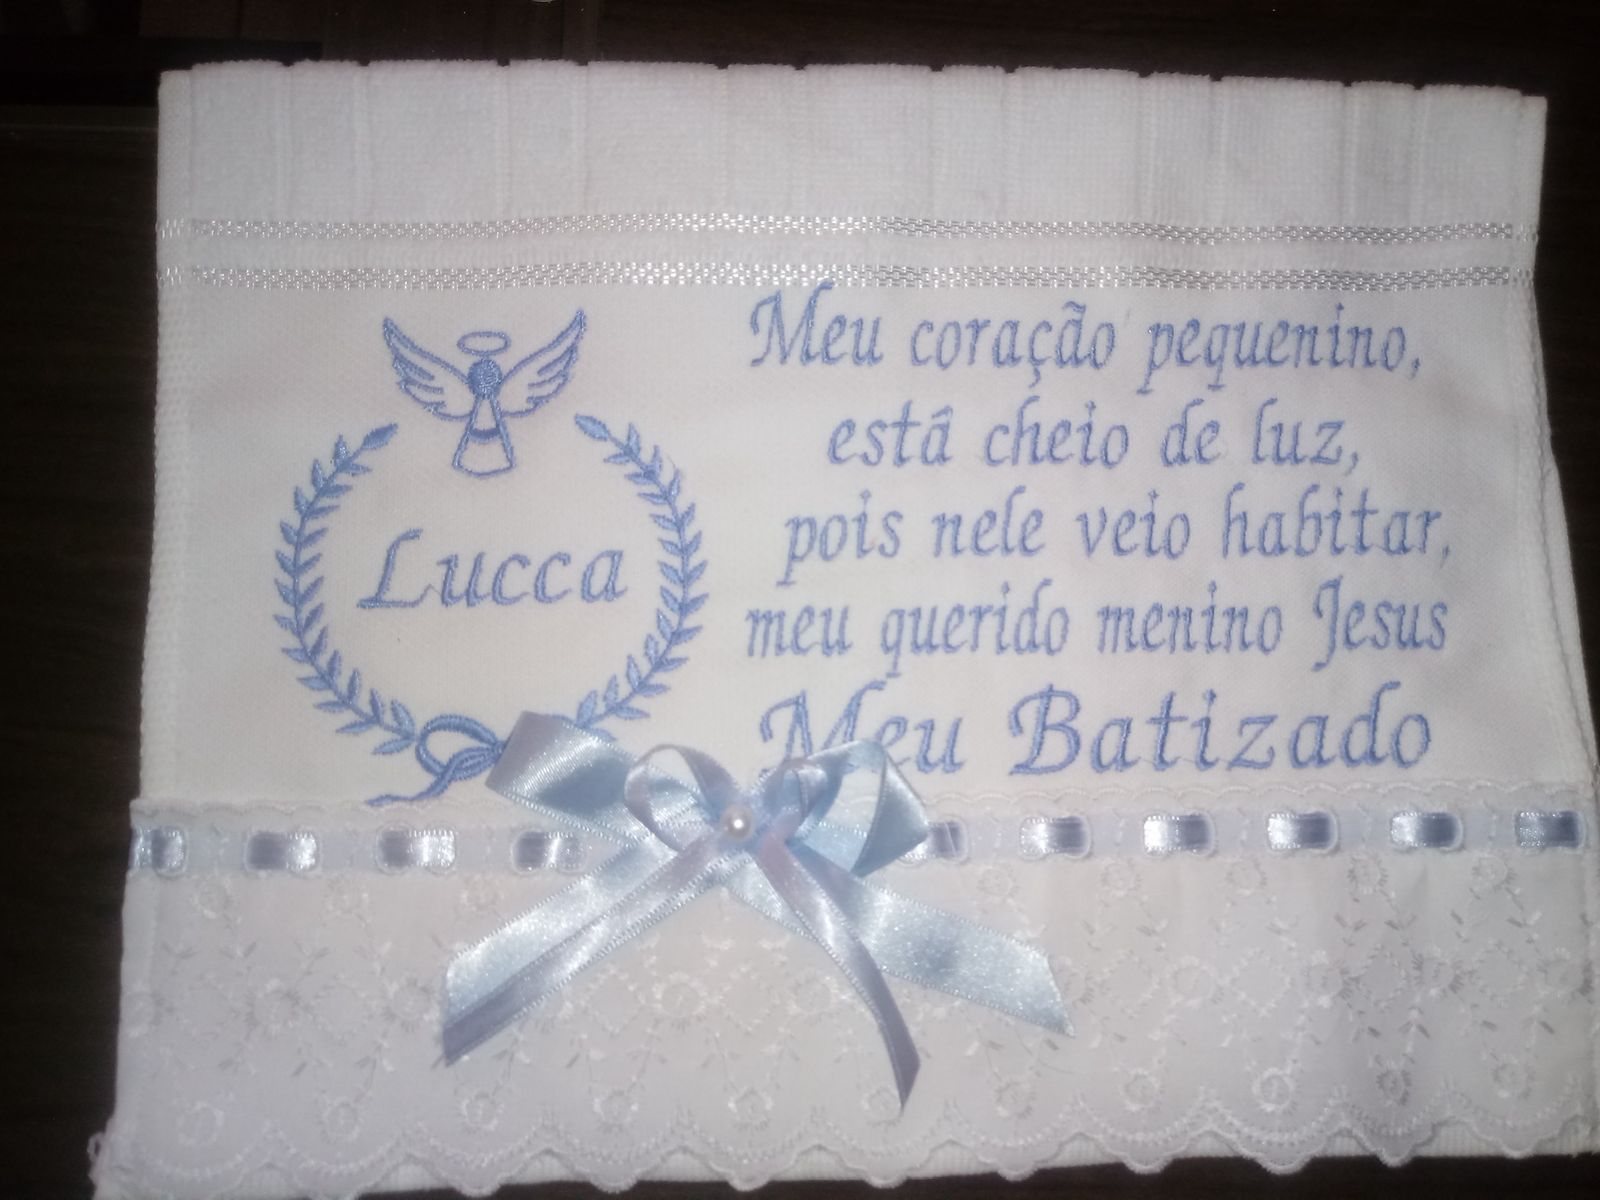 Lucca
Meu coração pequenino,
está cheio de luz,
pois nele veio habitar,
meu querido menino Jesus
Meu Batizado